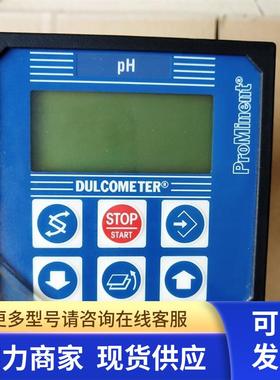 pH
ProMinent®
DULCOMETER®
STOP
START
更多型号请咨询在线客服
力商家 现货供应
可
发